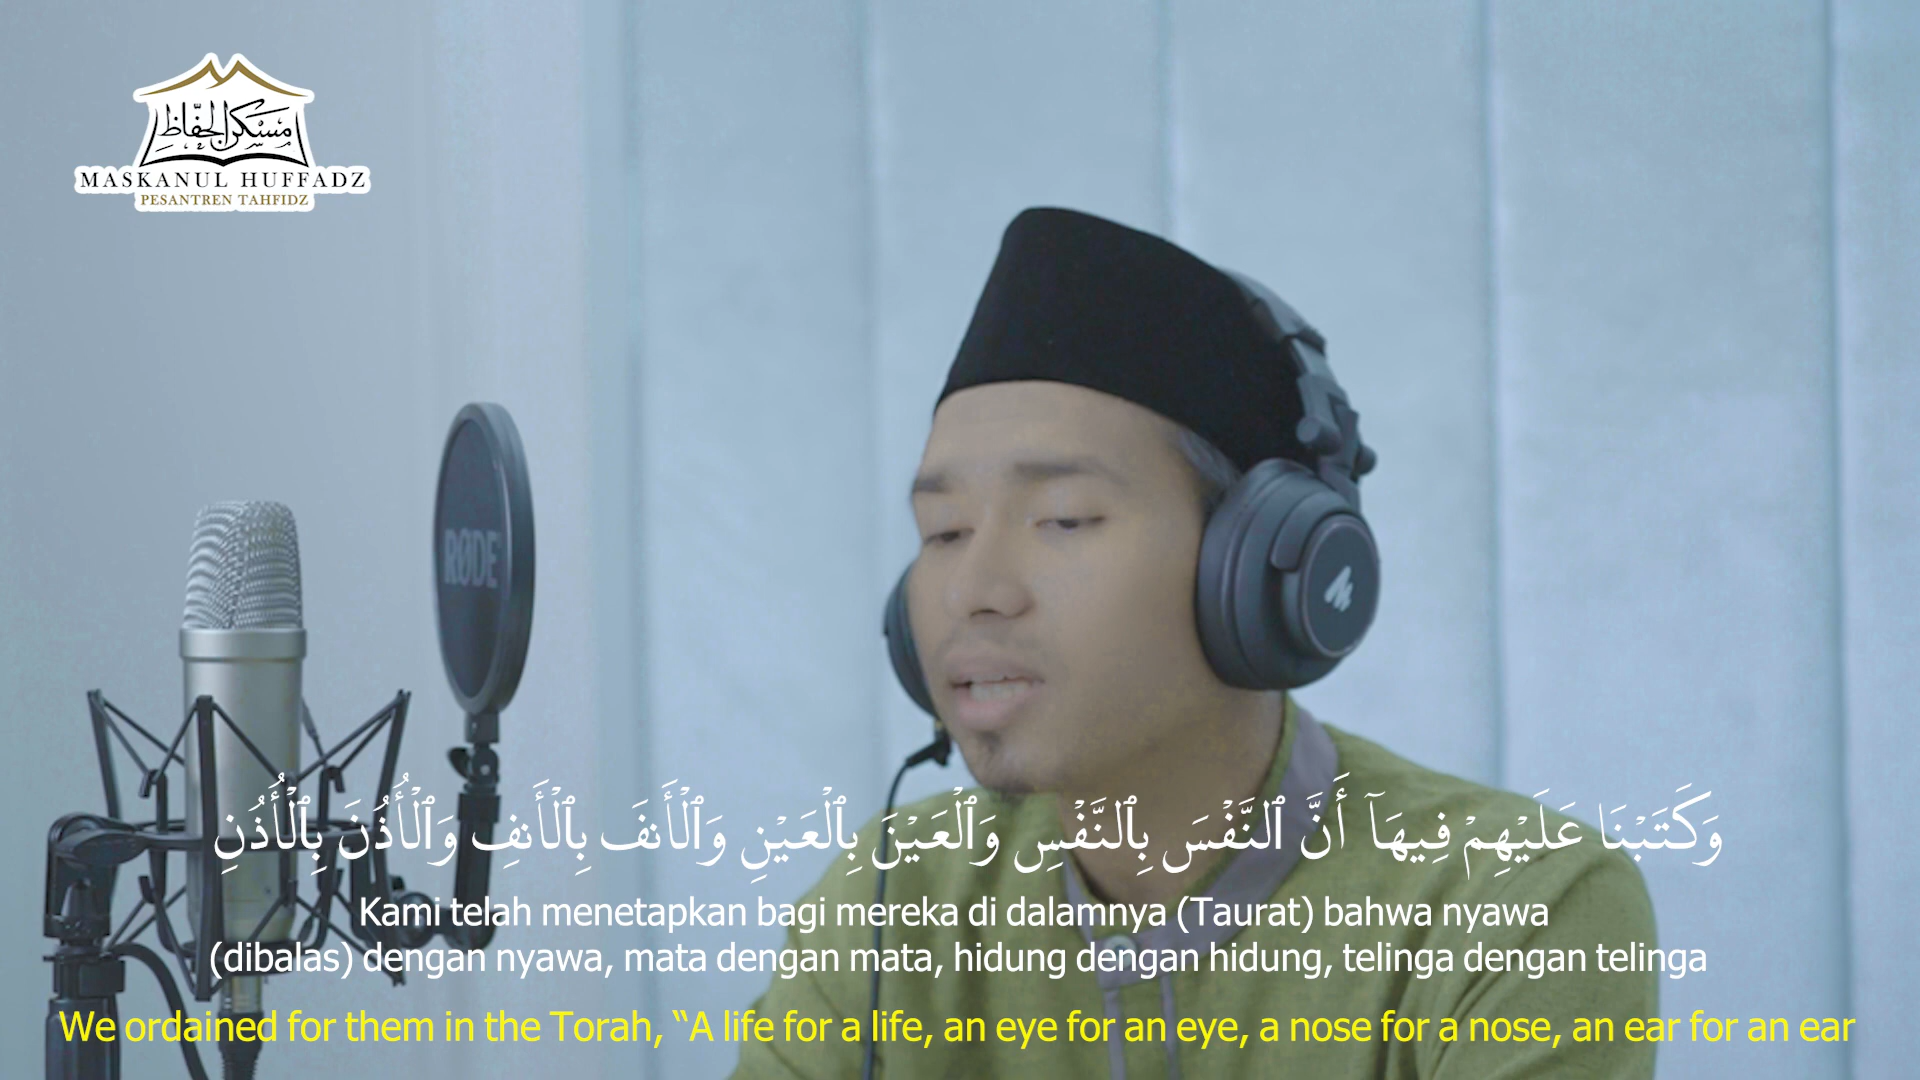 مسكن الحفاظ
MASKANUL HUFFADZ
PESANTREN TAHFIDZ
RØDE
وَكَتَبْنَا عَلَيْهِمْ فِيهَآ أَنَّ ٱلنَّفْسَ بِٱلنَّفْسِ وَٱلْعَيْنَ بِٱلْعَيْنِ وَٱلْأَنفَ بِٱلْأَنفِ وَٱلْأُذُنَ بِٱلْأُذُنِ
Kami telah menetapkan bagi mereka di dalamnya (Taurat) bahwa nyawa
(dibalas) dengan nyawa, mata dengan mata, hidung dengan hidung, telinga dengan telinga
We ordained for them in the Torah, “A life for a life, an eye for an eye, a nose for a nose, an ear for an ear